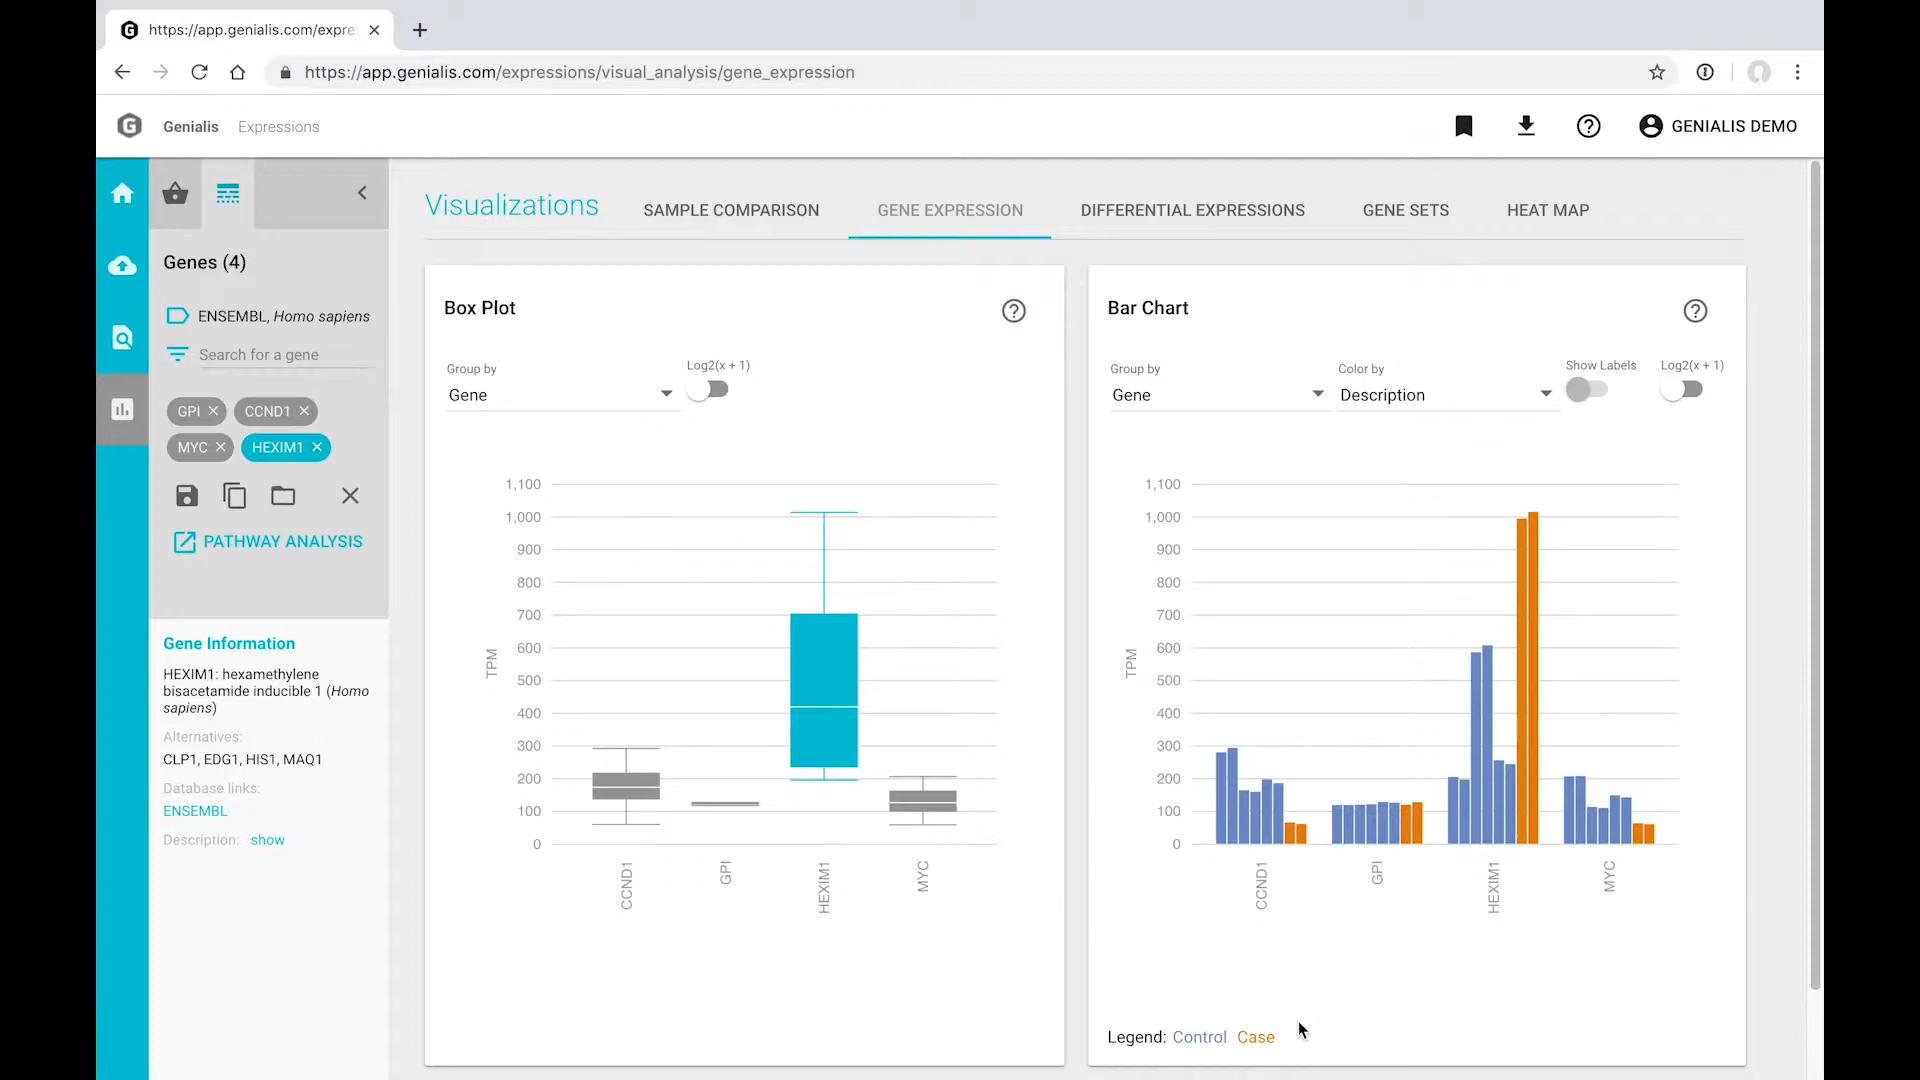 https://app.genialis.com/expre
https://app.genialis.com/expressions/visual_analysis/gene_expression
Genialis Expressions
GENIALIS DEMO
Genes (4)
ENSEMBL, Homo sapiens
Search for a gene
GPI
CCND1
MYC
HEXIM1
PATHWAY ANALYSIS
Gene Information
HEXIM1: hexamethylene
bisacetamide inducible 1 (Homo
sapiens)
Alternatives:
CLP1, EDG1, HIS1, MAQ1
Database links:
ENSEMBL
Description: show
Visualizations
SAMPLE COMPARISON
GENE EXPRESSION
DIFFERENTIAL EXPRESSIONS
GENE SETS
HEAT MAP
Box Plot
Group by
Gene
Log2(x + 1)
1,100
1,000
900
800
700
600
500
400
300
200
100
0
TPM
CCND1
GPI
HEXIM1
MYC
Bar Chart
Group by
Gene
Color by
Description
Show Labels
Log2(x + 1)
1,100
1,000
900
800
700
600
500
400
300
200
100
0
TPM
CCND1
GPI
HEXIM1
MYC
Legend: Control Case